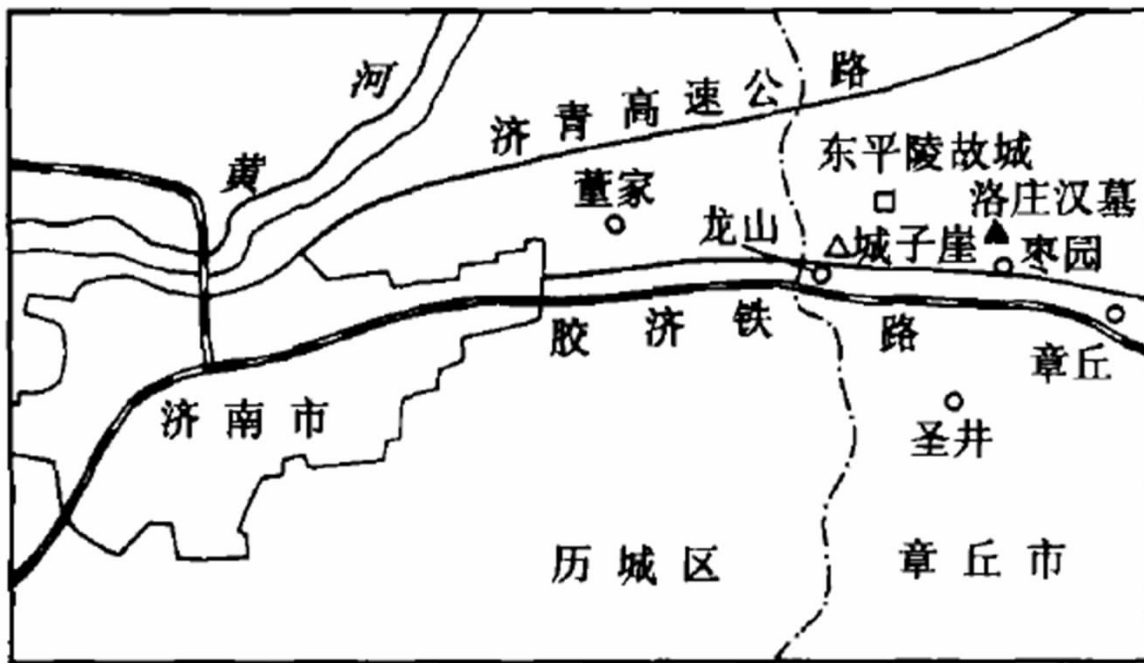 黄河
济青高速公路
东平陵故城
董家
洛庄汉墓
龙山
城子崖
枣园
胶济铁路
章丘
济南市
圣井
历城区
章丘市